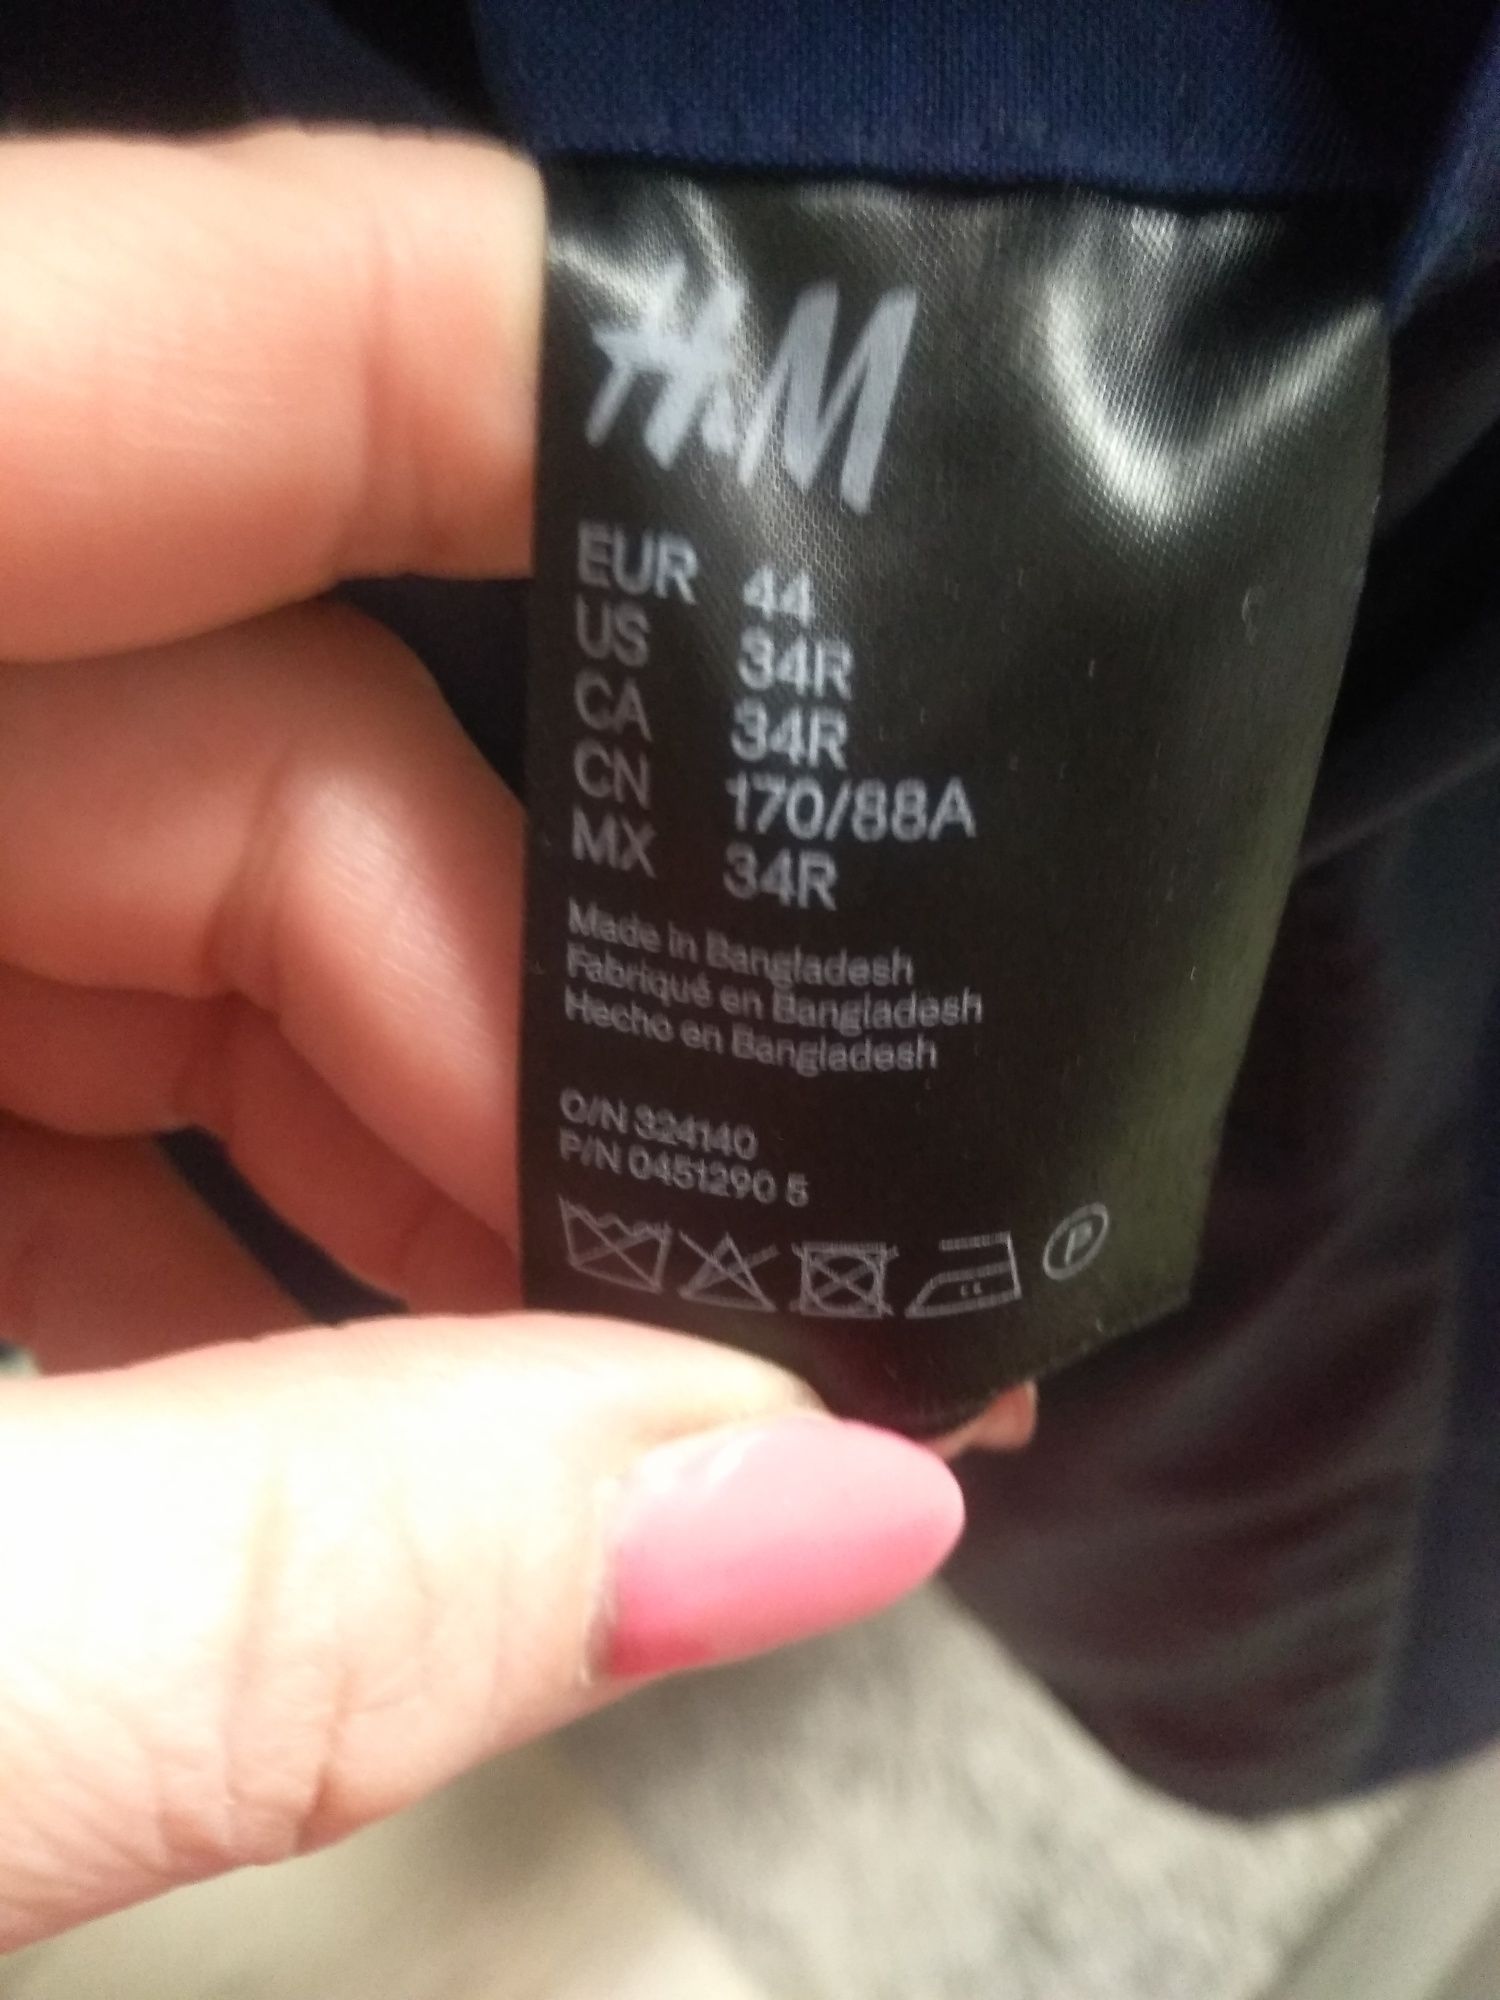 H&M
EUR 44
US 34R
CA 34R
CN 170/88A
MX 34R
Made in Bangladesh
Fabriqué en Bangladesh
Hecho en Bangladesh
O/N 324140
P/N 0451290 5
P